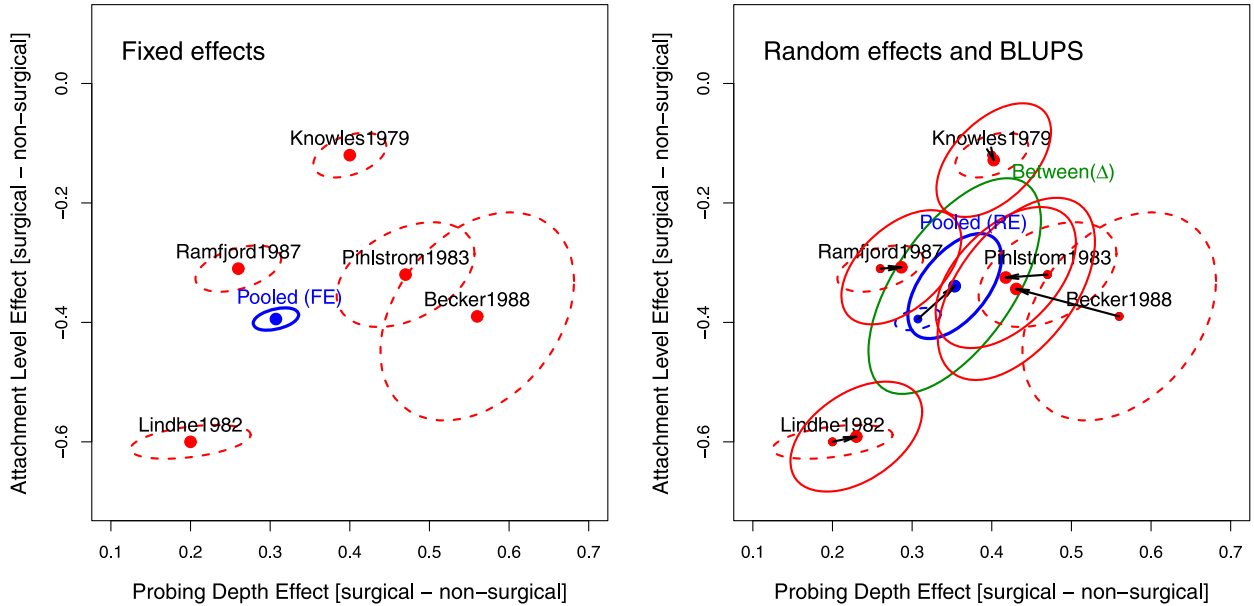 Fixed effects
Knowles1979
Ramfjord1987
Pihlstrom1983
Pooled (FE)
Becker1988
Lindhe1982
0.0
−0.2
−0.4
−0.6
Attachment Level Effect [surgical − non−surgical]
0.1 0.2 0.3 0.4 0.5 0.6 0.7
Probing Depth Effect [surgical − non−surgical]
Random effects and BLUPS
Knowles1979
Between(Δ)
Pooled (RE)
Ramfjord1987
Pihlstrom1983
Becker1988
Lindhe1982
0.0
−0.2
−0.4
−0.6
Attachment Level Effect [surgical − non−surgical]
0.1 0.2 0.3 0.4 0.5 0.6 0.7
Probing Depth Effect [surgical − non−surgical]